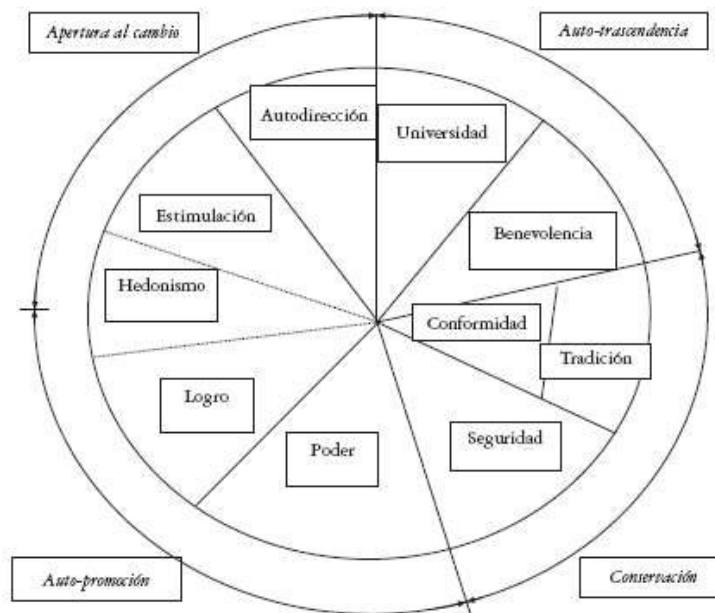 Apertura al cambio
Auto-trascendencia
Autodirección
Universidad
Estimulación
Benevolencia
Hedonismo
Conformidad
Tradición
Logro
Poder
Seguridad
Auto-promoción
Conservación